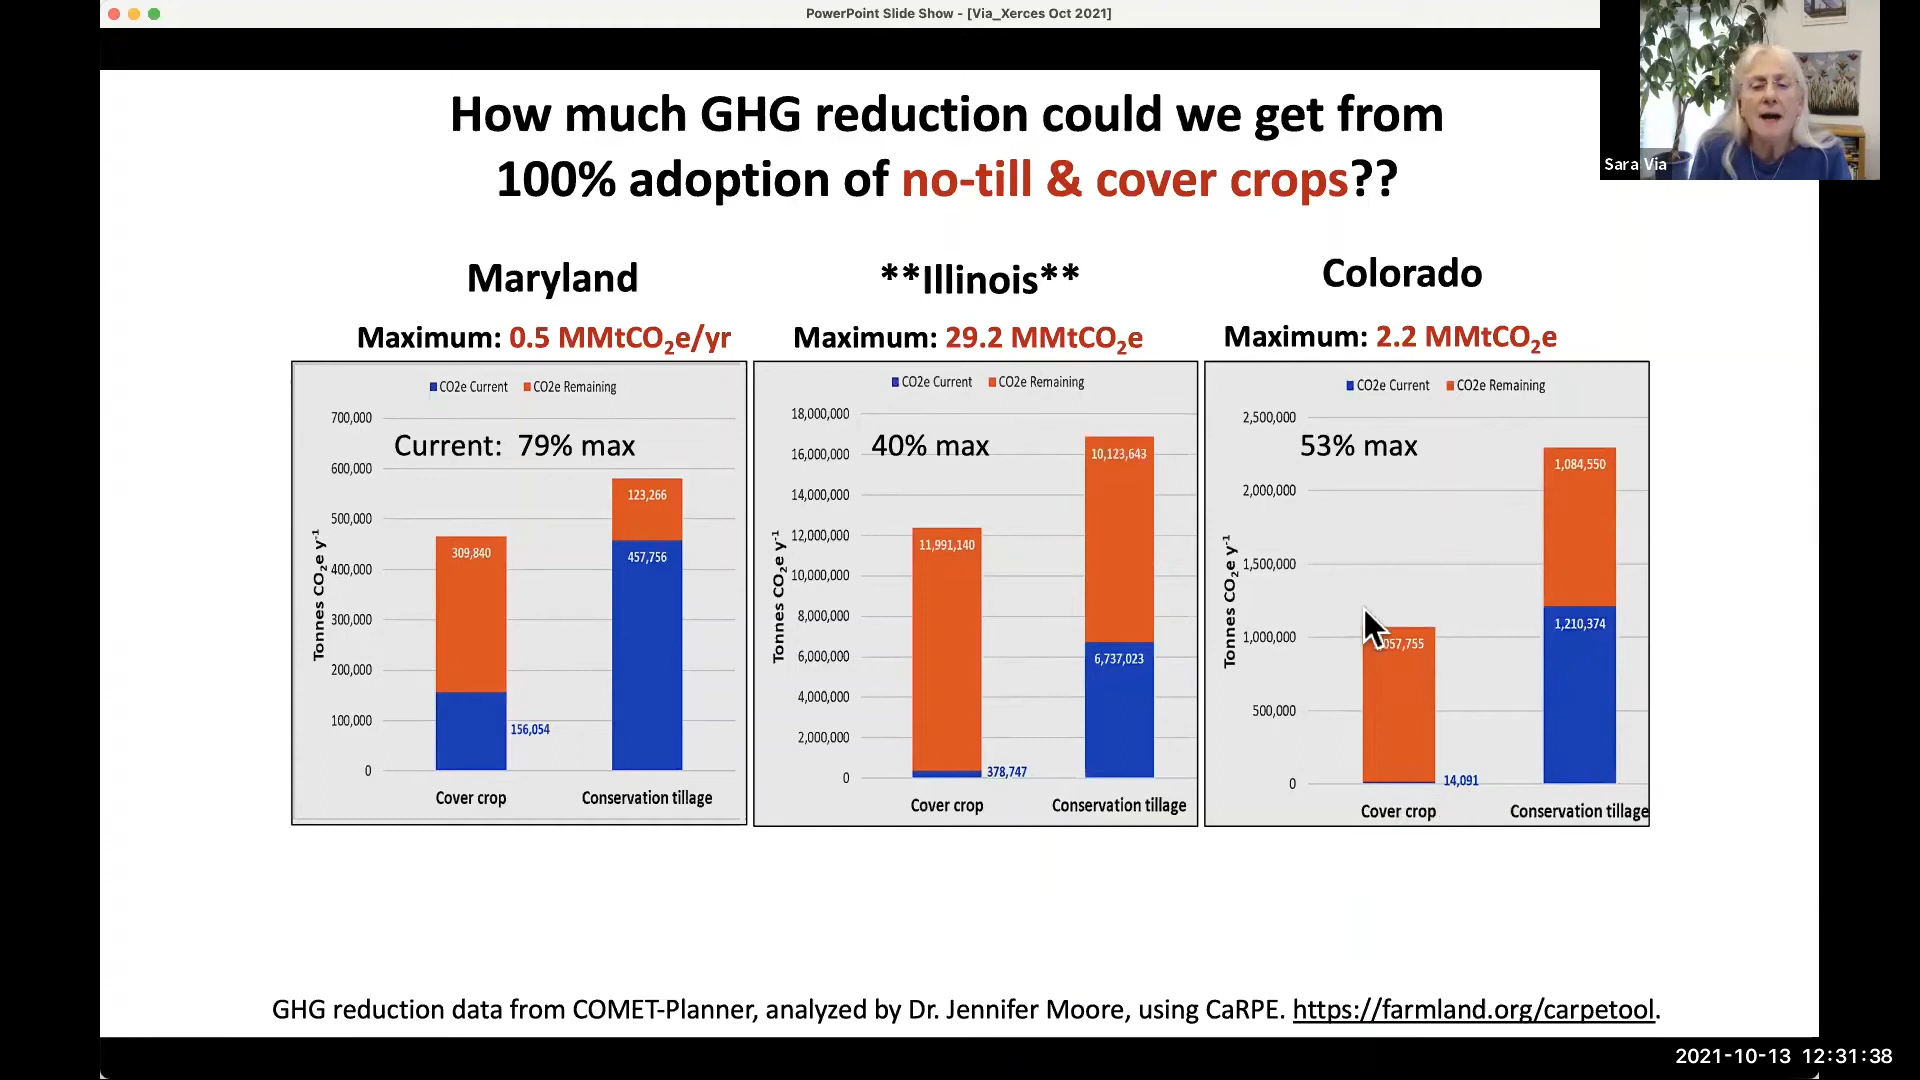 PowerPoint Slide Show - [Via_Xerces Oct 2021]
Sara Via
How much GHG reduction could we get from
100% adoption of no-till & cover crops??
Maryland
Maximum: 0.5 MMtCO₂e/yr
CO2e Current CO2e Remaining
Current: 79% max
Tonnes CO₂e y⁻¹
700,000
600,000
500,000
400,000
300,000
200,000
100,000
0
309,840
156,054
123,266
457,756
Cover crop Conservation tillage
**Illinois**
Maximum: 29.2 MMtCO₂e
CO2e Current CO2e Remaining
40% max
Tonnes CO₂e y⁻¹
18,000,000
16,000,000
14,000,000
12,000,000
10,000,000
8,000,000
6,000,000
4,000,000
2,000,000
0
11,991,140
378,747
10,123,643
6,737,023
Cover crop Conservation tillage
Colorado
Maximum: 2.2 MMtCO₂e
CO2e Current CO2e Remaining
53% max
Tonnes CO₂e y⁻¹
2,500,000
2,000,000
1,500,000
1,000,000
500,000
0
14,091
1,084,550
1,210,374
Cover crop Conservation tillage
GHG reduction data from COMET-Planner, analyzed by Dr. Jennifer Moore, using CaRPE. https://farmland.org/carpetool.
2021-10-13 12:31:38